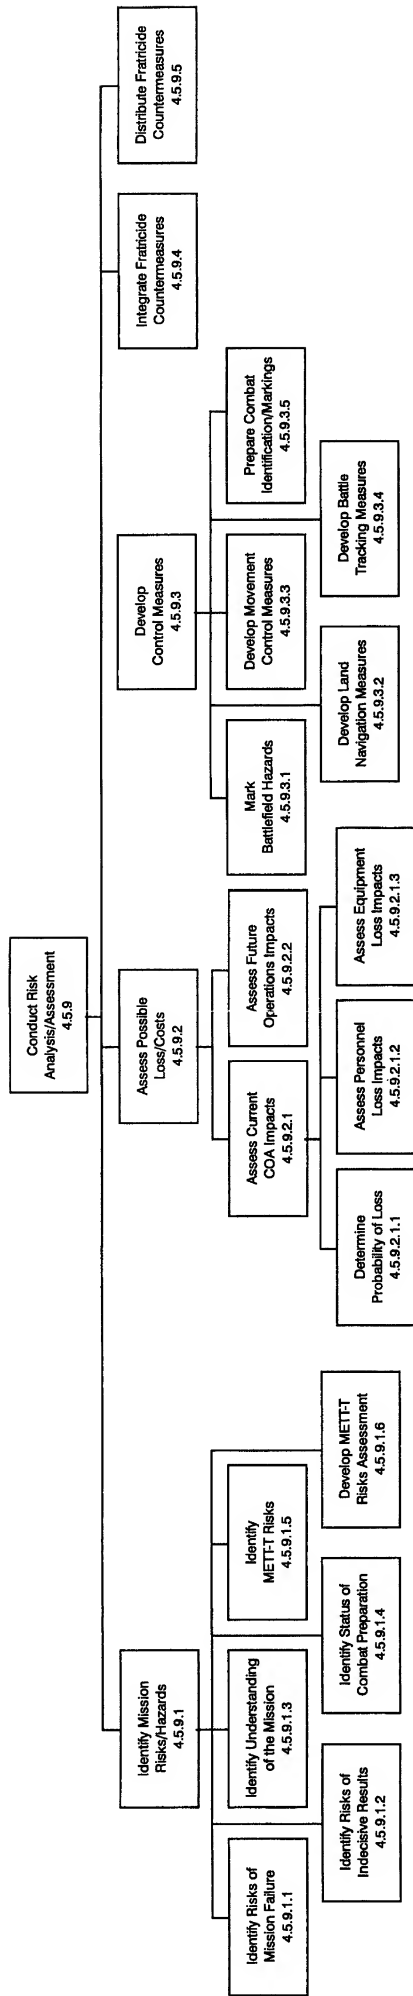 Conduct Risk
Analysis/Assessment
4.5.9
Identify Mission
Risks/Hazards
4.5.9.1
Assess Possible
Loss/Costs
4.5.9.2
Develop
Control Measures
4.5.9.3
Integrate Fratricide
Countermeasures
4.5.9.4
Distribute Fratricide
Countermeasures
4.5.9.5
Identify Risks of
Mission Failure
4.5.9.1.1
Identify Understanding
of the Mission
4.5.9.1.3
Identify
METT-T Risks
4.5.9.1.5
Assess Current
COA Impacts
4.5.9.2.1
Assess Future
Operations Impacts
4.5.9.2.2
Mark
Battlefield Hazards
4.5.9.3.1
Develop Movement
Control Measures
4.5.9.3.3
Prepare Combat
Identification/Markings
4.5.9.3.5
Identify Risks of
Indecisive Results
4.5.9.1.2
Identify Status of
Combat Preparation
4.5.9.1.4
Develop METT-T
Risks Assessment
4.5.9.1.6
Determine
Probability of Loss
4.5.9.2.1.1
Assess Personnel
Loss Impacts
4.5.9.2.1.2
Assess Equipment
Loss Impacts
4.5.9.2.1.3
Develop Land
Navigation Measures
4.5.9.3.2
Develop Battle
Tracking Measures
4.5.9.3.4